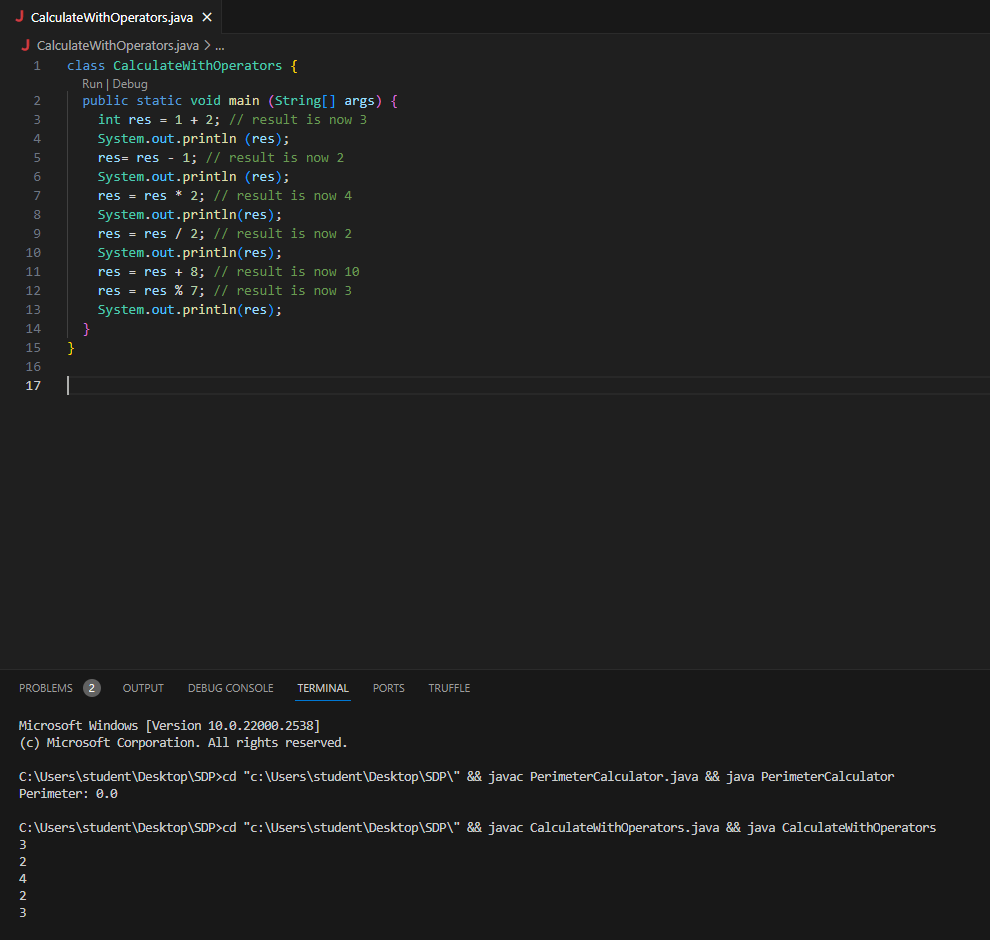 CalculateWithOperators.java ×
CalculateWithOperators.java > ...
1 class CalculateWithOperators {
Run | Debug
2 public static void main (String[] args) {
3 int res = 1 + 2; // result is now 3
4 System.out.println (res);
5 res= res - 1; // result is now 2
6 System.out.println (res);
7 res = res * 2; // result is now 4
8 System.out.println(res);
9 res = res / 2; // result is now 2
10 System.out.println(res);
11 res = res + 8; // result is now 10
12 res = res % 7; // result is now 3
13 System.out.println(res);
14 }
15 }
16
17
PROBLEMS 2 OUTPUT DEBUG CONSOLE TERMINAL PORTS TRUFFLE
Microsoft Windows [Version 10.0.22000.2538]
(c) Microsoft Corporation. All rights reserved.
C:\Users\student\Desktop\SDP>cd "c:\Users\student\Desktop\SDP\" && javac PerimeterCalculator.java && java PerimeterCalculator
Perimeter: 0.0
C:\Users\student\Desktop\SDP>cd "c:\Users\student\Desktop\SDP\" && javac CalculateWithOperators.java && java CalculateWithOperators
3
2
4
2
3